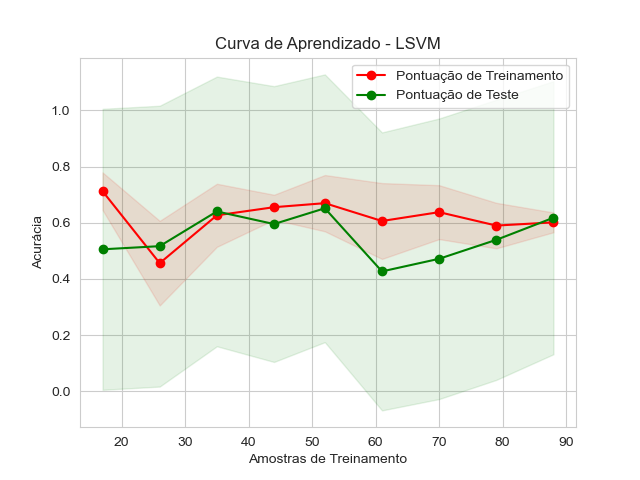 Curva de Aprendizado - LSVM
Pontuação de Treinamento
Pontuação de Teste
Acurácia
1.0
0.8
0.6
0.4
0.2
0.0
20 30 40 50 60 70 80 90
Amostras de Treinamento